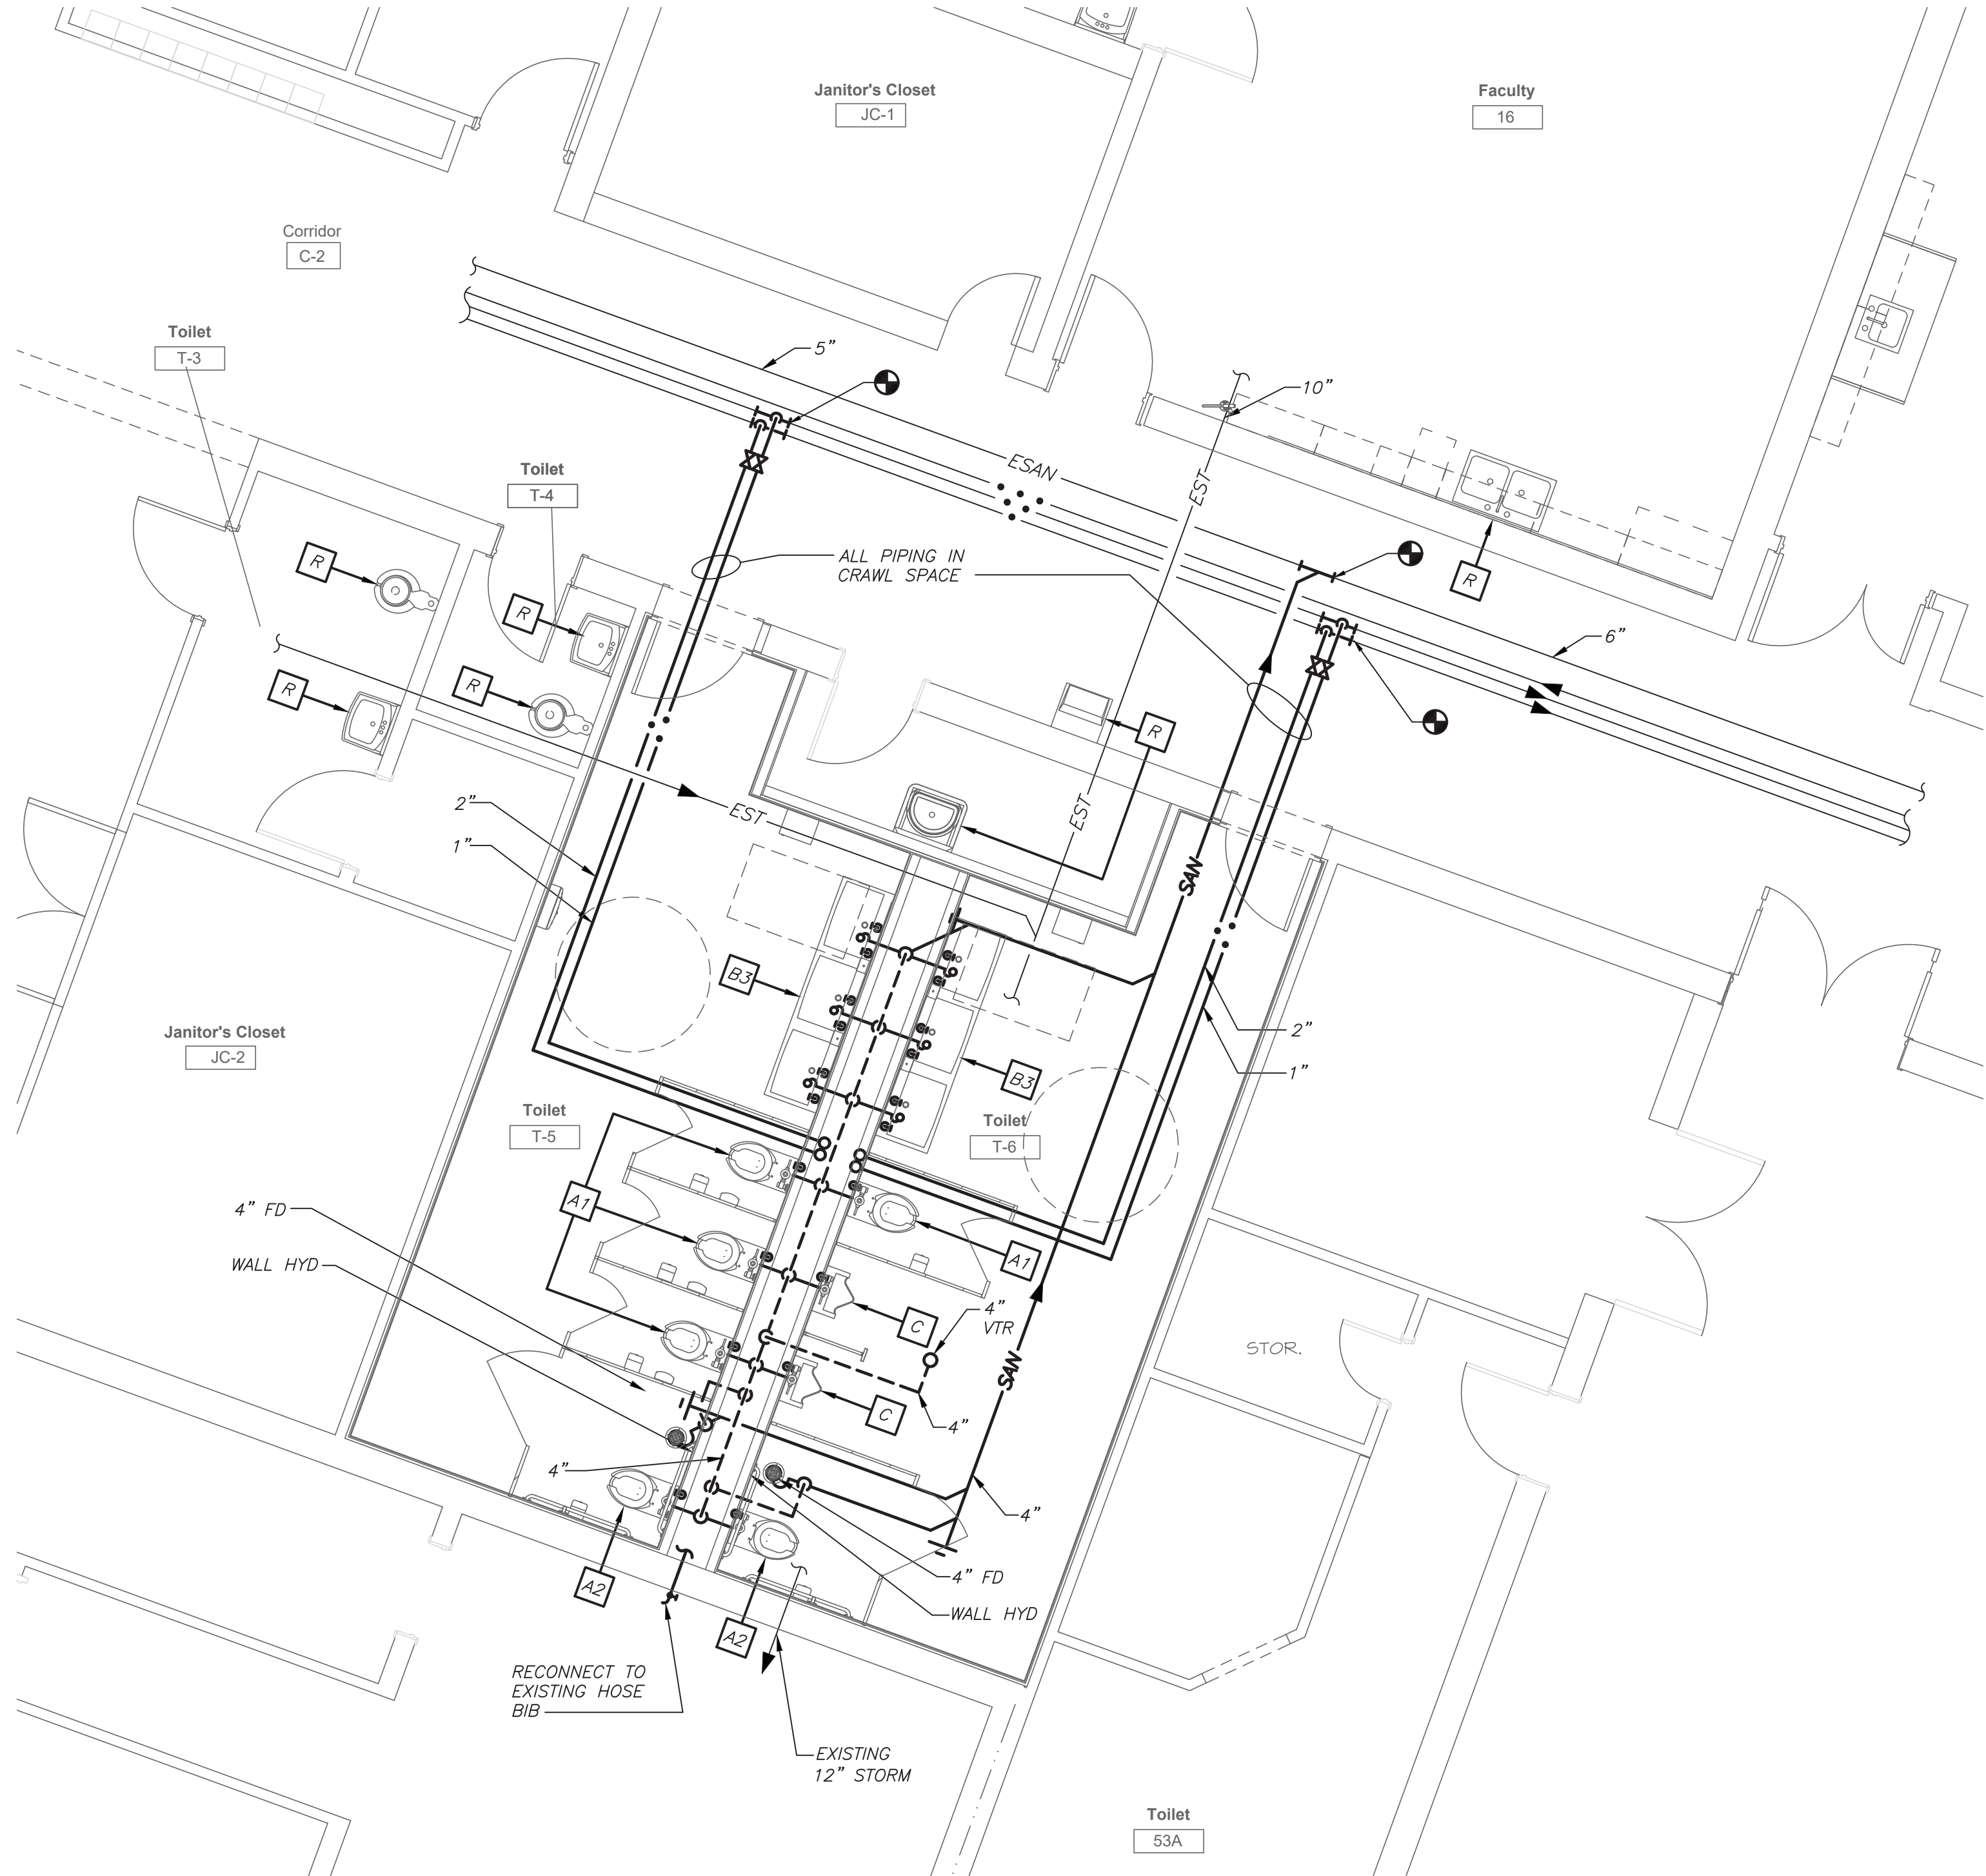 Janitor's Closet
JC-1
Faculty
16
Corridor
C-2
Toilet
T-3
5”
10”
ESAN
EST
Toilet
T-4
ALL PIPING IN
CRAWL SPACE
R
R
R
R
R
6”
R
2”
EST
EST
1”
SAN
B3
2”
Janitor's Closet
JC-2
1”
B3
Toilet
T-5
Toilet
T-6
A1
4” FD
WALL HYD
A1
C
4”
VTR
STOR.
SAN
C
4”
4”
4”
4” FD
A2
WALL HYD
A2
RECONNECT TO
EXISTING HOSE
BIB
EXISTING
12” STORM
Toilet
53A